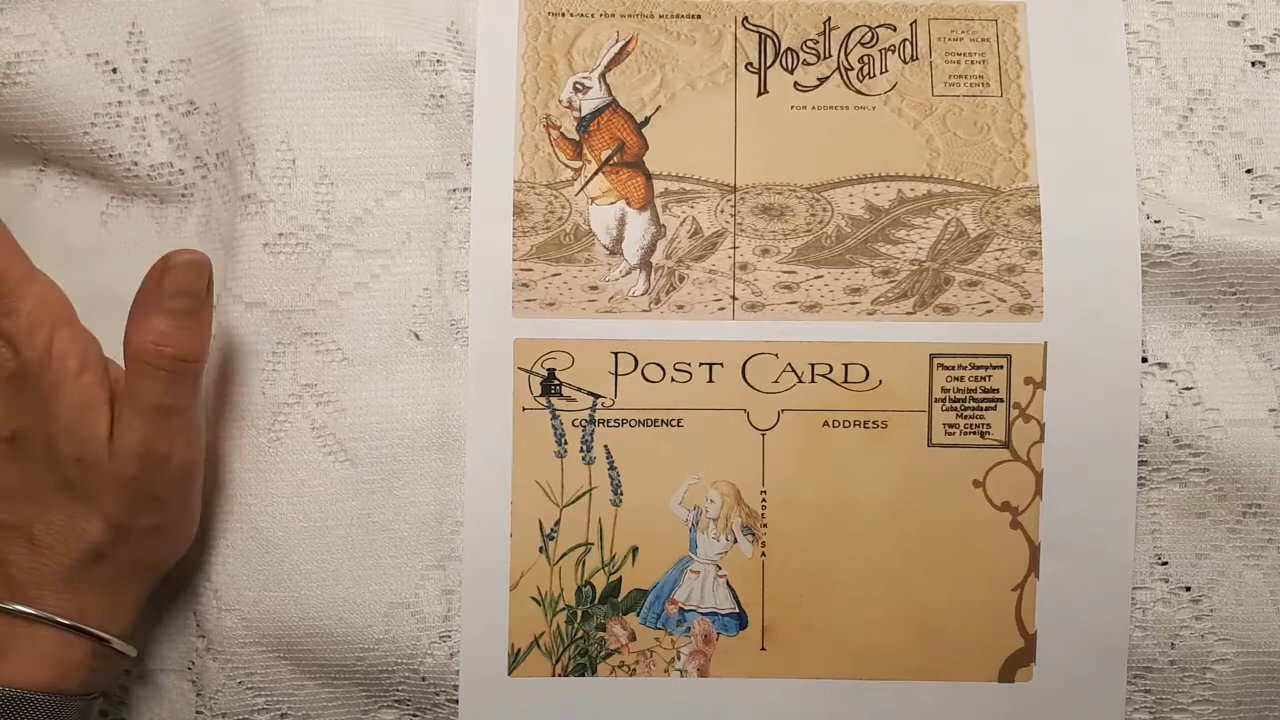 THIS SPACE FOR WRITING MESSAGES
Post Card
FOR ADDRESS ONLY
PLACE
STAMP HERE
DOMESTIC
ONE CENT
FOREIGN
TWO CENTS
POST CARD
CORRESPONDENCE
ADDRESS
Place the Stamp here
ONE CENT
For United States
and Island Possessions
Cuba, Canada and
Mexico.
TWO CENTS
for Foreign.
MADE IN USA